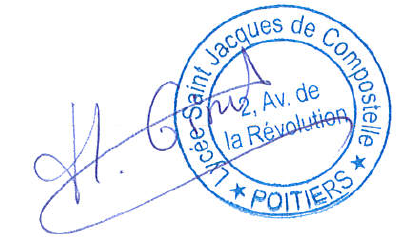 Lycée Saint Jacques de Compostelle
2, Av. de
la Révolution
★ POITIERS ★